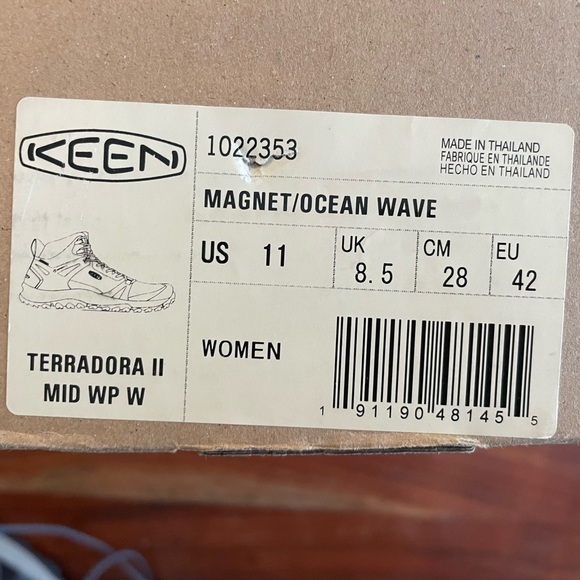 KEEN
1022353
MADE IN THAILAND
FABRIQUE EN THAILANDE
HECHO EN THAILAND
MAGNET/OCEAN WAVE
US 11
UK 8.5
CM 28
EU 42
TERRADORA II
MID WP W
WOMEN
1 91190 48145 5